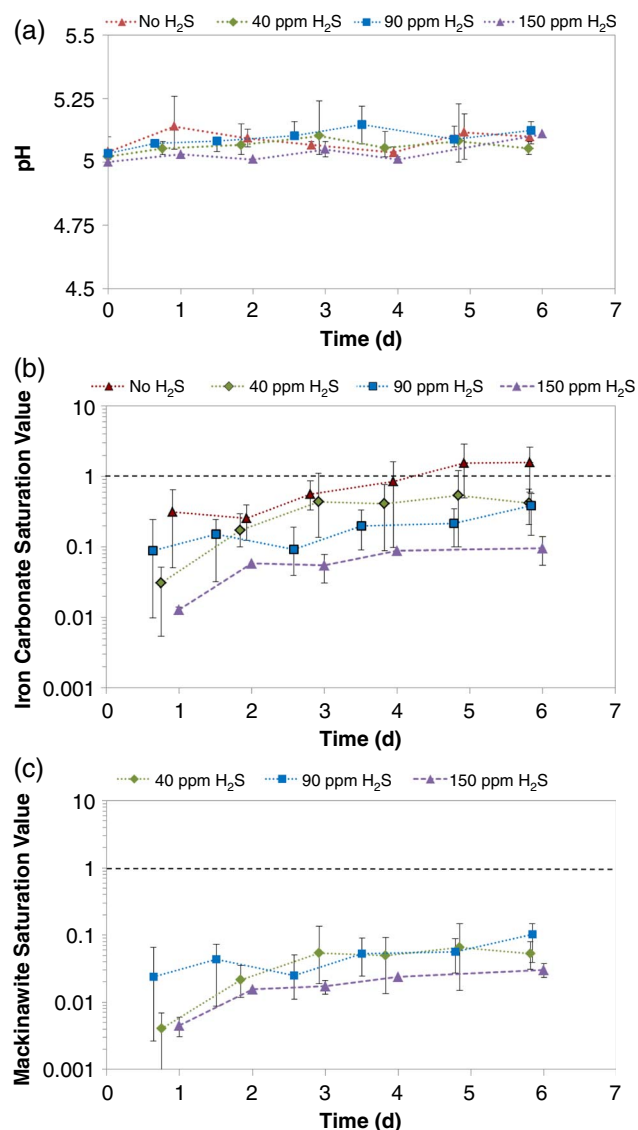 (a)
No H₂S 40 ppm H₂S 90 ppm H₂S 150 ppm H₂S
5.5
5.25
5
4.75
4.5
pH
0 1 2 3 4 5 6 7
Time (d)
(b)
No H₂S 40 ppm H₂S 90 ppm H₂S 150 ppm H₂S
10
1
0.1
0.01
0.001
Iron Carbonate Saturation Value
0 1 2 3 4 5 6 7
Time (d)
(c)
40 ppm H₂S 90 ppm H₂S 150 ppm H₂S
10
1
0.1
0.01
0.001
Mackinawite Saturation Value
0 1 2 3 4 5 6 7
Time (d)